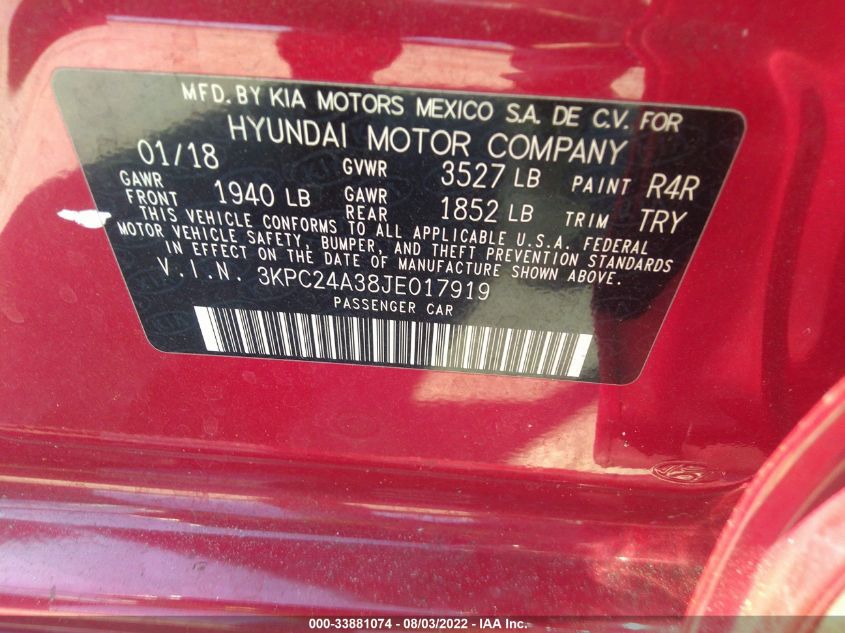 MFD. BY KIA MOTORS MEXICO S.A. DE C.V. FOR
HYUNDAI MOTOR COMPANY
01/18 GVWR 3527 LB PAINT R4R
GAWR FRONT 1940 LB GAWR REAR 1852 LB TRIM TRY
THIS VEHICLE CONFORMS TO ALL APPLICABLE U.S.A. FEDERAL
MOTOR VEHICLE SAFETY, BUMPER, AND THEFT PREVENTION STANDARDS
IN EFFECT ON THE DATE OF MANUFACTURE SHOWN ABOVE.
V.I.N. 3KPC24A38JE017919
PASSENGER CAR
000-33881074 - 08/03/2022 - IAA Inc.